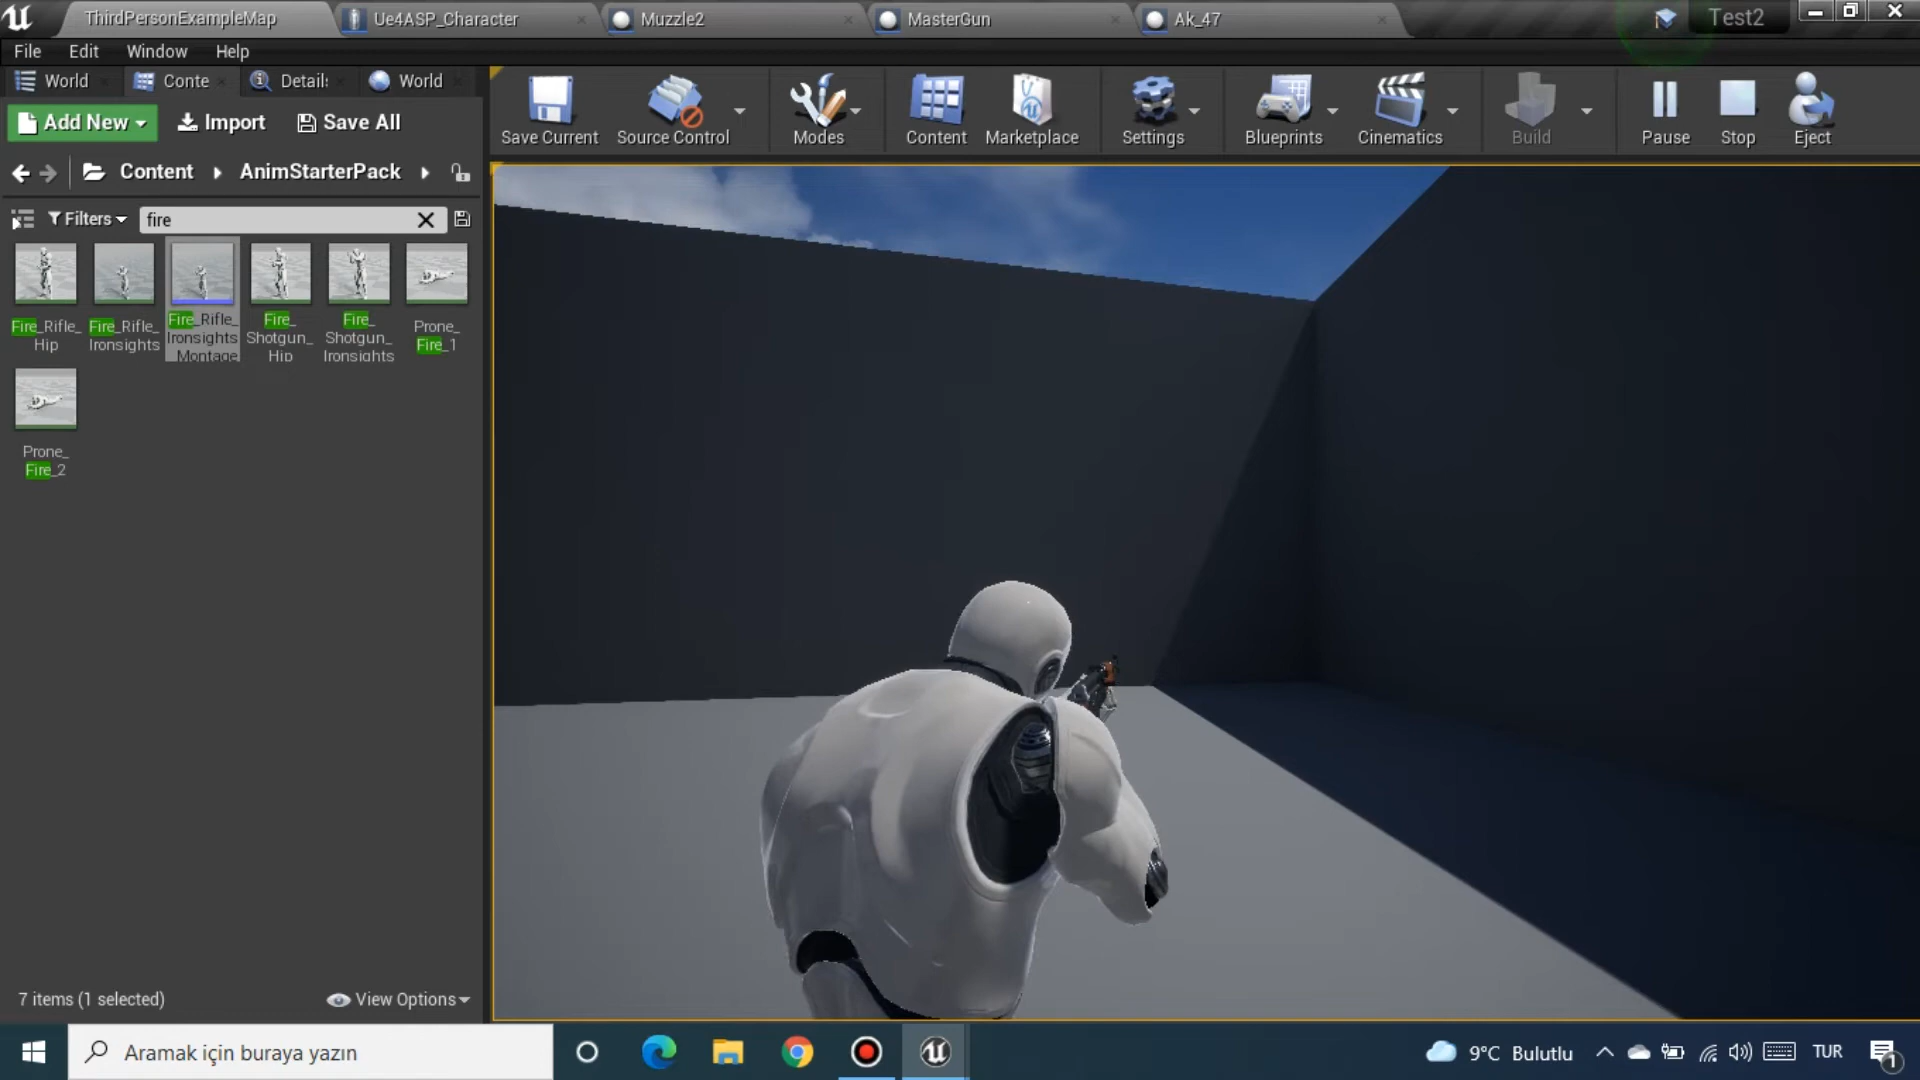 ThirdPersonExampleMap
Ue4ASP_Character
Muzzle2
MasterGun
Ak_47
Test2
File
Edit
Window
Help
World
Conte
Details
World
Add New
Import
Save All
Save Current
Source Control
Modes
Content
Marketplace
Settings
Blueprints
Cinematics
Build
Pause
Stop
Eject
Content
AnimStarterPack
Filters
fire
Fire_Rifle_
Hip
Fire_Rifle_
Ironsights
Fire_Rifle_
Ironsights
_Montage
Fire_
Shotgun_
Hip
Fire_
Shotgun_
Ironsights
Prone_
Fire_1
Prone_
Fire_2
7 items (1 selected)
View Options
Aramak için buraya yazın
9°C Bulutlu
TUR
1